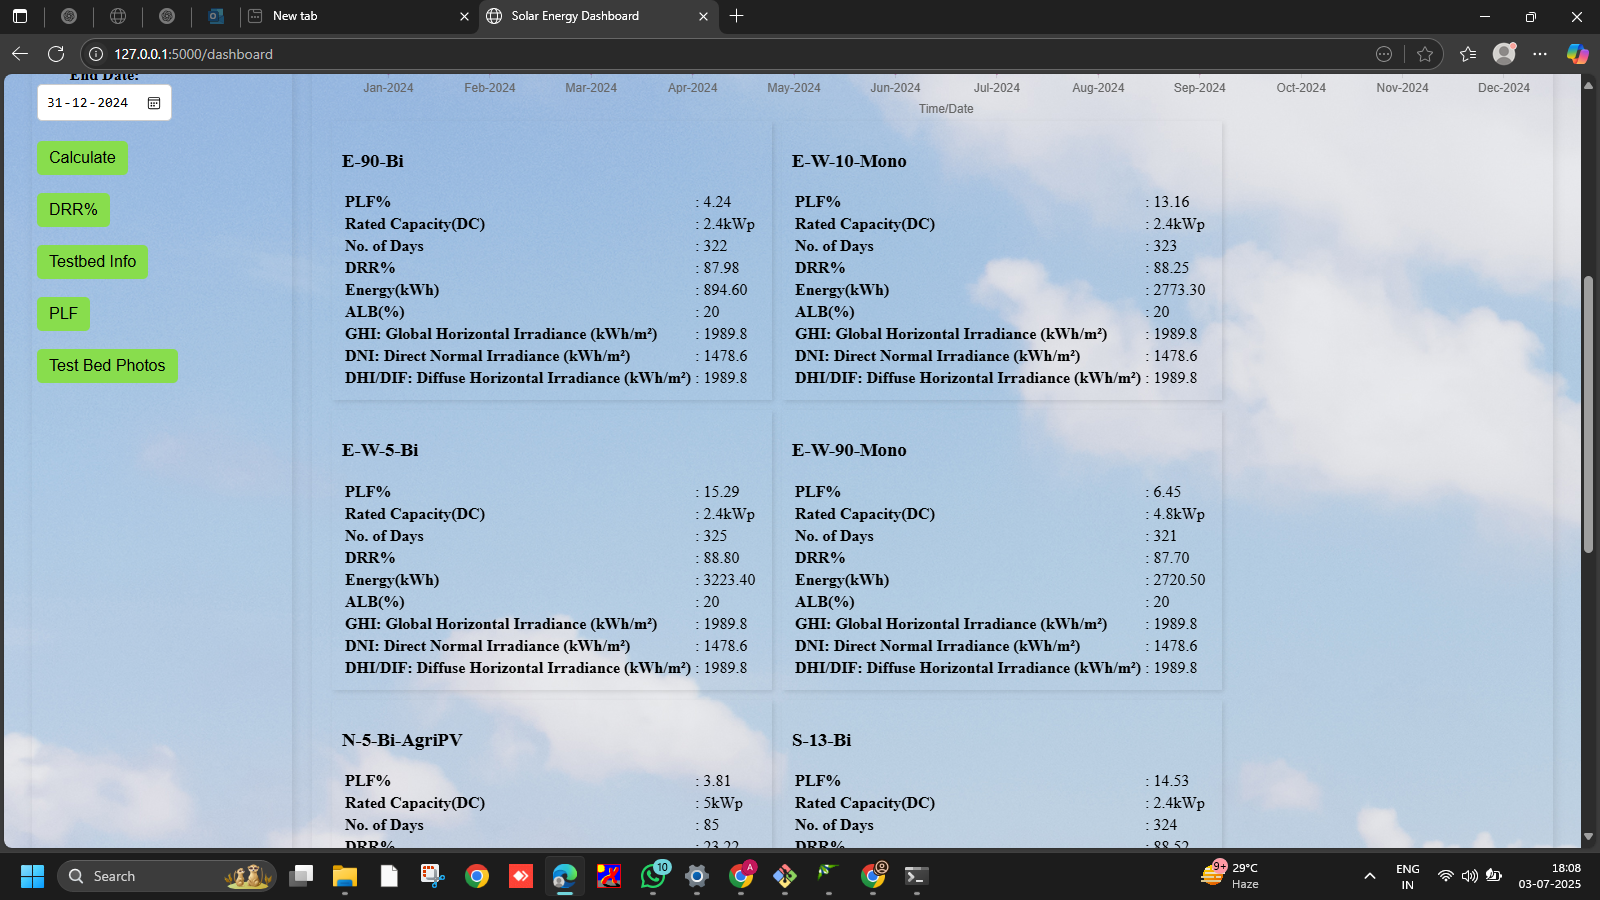 New tab
Solar Energy Dashboard
127.0.0.1:5000/dashboard
End Date:
31-12-2024
Calculate
DRR%
Testbed Info
PLF
Test Bed Photos
Jan-2024 Feb-2024 Mar-2024 Apr-2024 May-2024 Jun-2024 Jul-2024 Aug-2024 Sep-2024 Oct-2024 Nov-2024 Dec-2024
Time/Date
E-90-Bi
PLF% : 4.24
Rated Capacity(DC) : 2.4kWp
No. of Days : 322
DRR% : 87.98
Energy(kWh) : 894.60
ALB(%) : 20
GHI: Global Horizontal Irradiance (kWh/m²) : 1989.8
DNI: Direct Normal Irradiance (kWh/m²) : 1478.6
DHI/DIF: Diffuse Horizontal Irradiance (kWh/m²) : 1989.8
E-W-10-Mono
PLF% : 13.16
Rated Capacity(DC) : 2.4kWp
No. of Days : 323
DRR% : 88.25
Energy(kWh) : 2773.30
ALB(%) : 20
GHI: Global Horizontal Irradiance (kWh/m²) : 1989.8
DNI: Direct Normal Irradiance (kWh/m²) : 1478.6
DHI/DIF: Diffuse Horizontal Irradiance (kWh/m²) : 1989.8
E-W-5-Bi
PLF% : 15.29
Rated Capacity(DC) : 2.4kWp
No. of Days : 325
DRR% : 88.80
Energy(kWh) : 3223.40
ALB(%) : 20
GHI: Global Horizontal Irradiance (kWh/m²) : 1989.8
DNI: Direct Normal Irradiance (kWh/m²) : 1478.6
DHI/DIF: Diffuse Horizontal Irradiance (kWh/m²) : 1989.8
E-W-90-Mono
PLF% : 6.45
Rated Capacity(DC) : 4.8kWp
No. of Days : 321
DRR% : 87.70
Energy(kWh) : 2720.50
ALB(%) : 20
GHI: Global Horizontal Irradiance (kWh/m²) : 1989.8
DNI: Direct Normal Irradiance (kWh/m²) : 1478.6
DHI/DIF: Diffuse Horizontal Irradiance (kWh/m²) : 1989.8
N-5-Bi-AgriPV
PLF% : 3.81
Rated Capacity(DC) : 5kWp
No. of Days : 85
DRR% : 23.22
S-13-Bi
PLF% : 14.53
Rated Capacity(DC) : 2.4kWp
No. of Days : 324
DRR% : 88.52
Search
10
A
9+
29°C
Haze
ENG
IN
18:08
03-07-2025